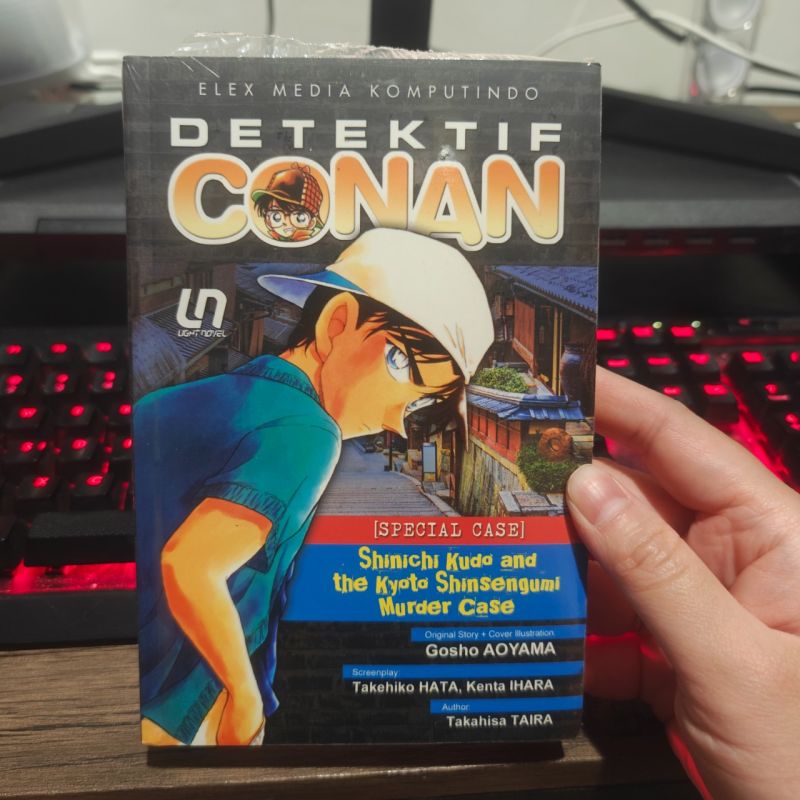 ELEX MEDIA KOMPUTINDO
DETEKTIF
CONAN
LN
LIGHT NOVEL
[SPECIAL CASE]
Shinichi Kudo and
the Kyoto Shinsengumi
Murder Case
Original Story + Cover Illustration:
Gosho AOYAMA
Screenplay:
Takehiko HATA, Kenta IHARA
Author:
Takahisa TAIRA